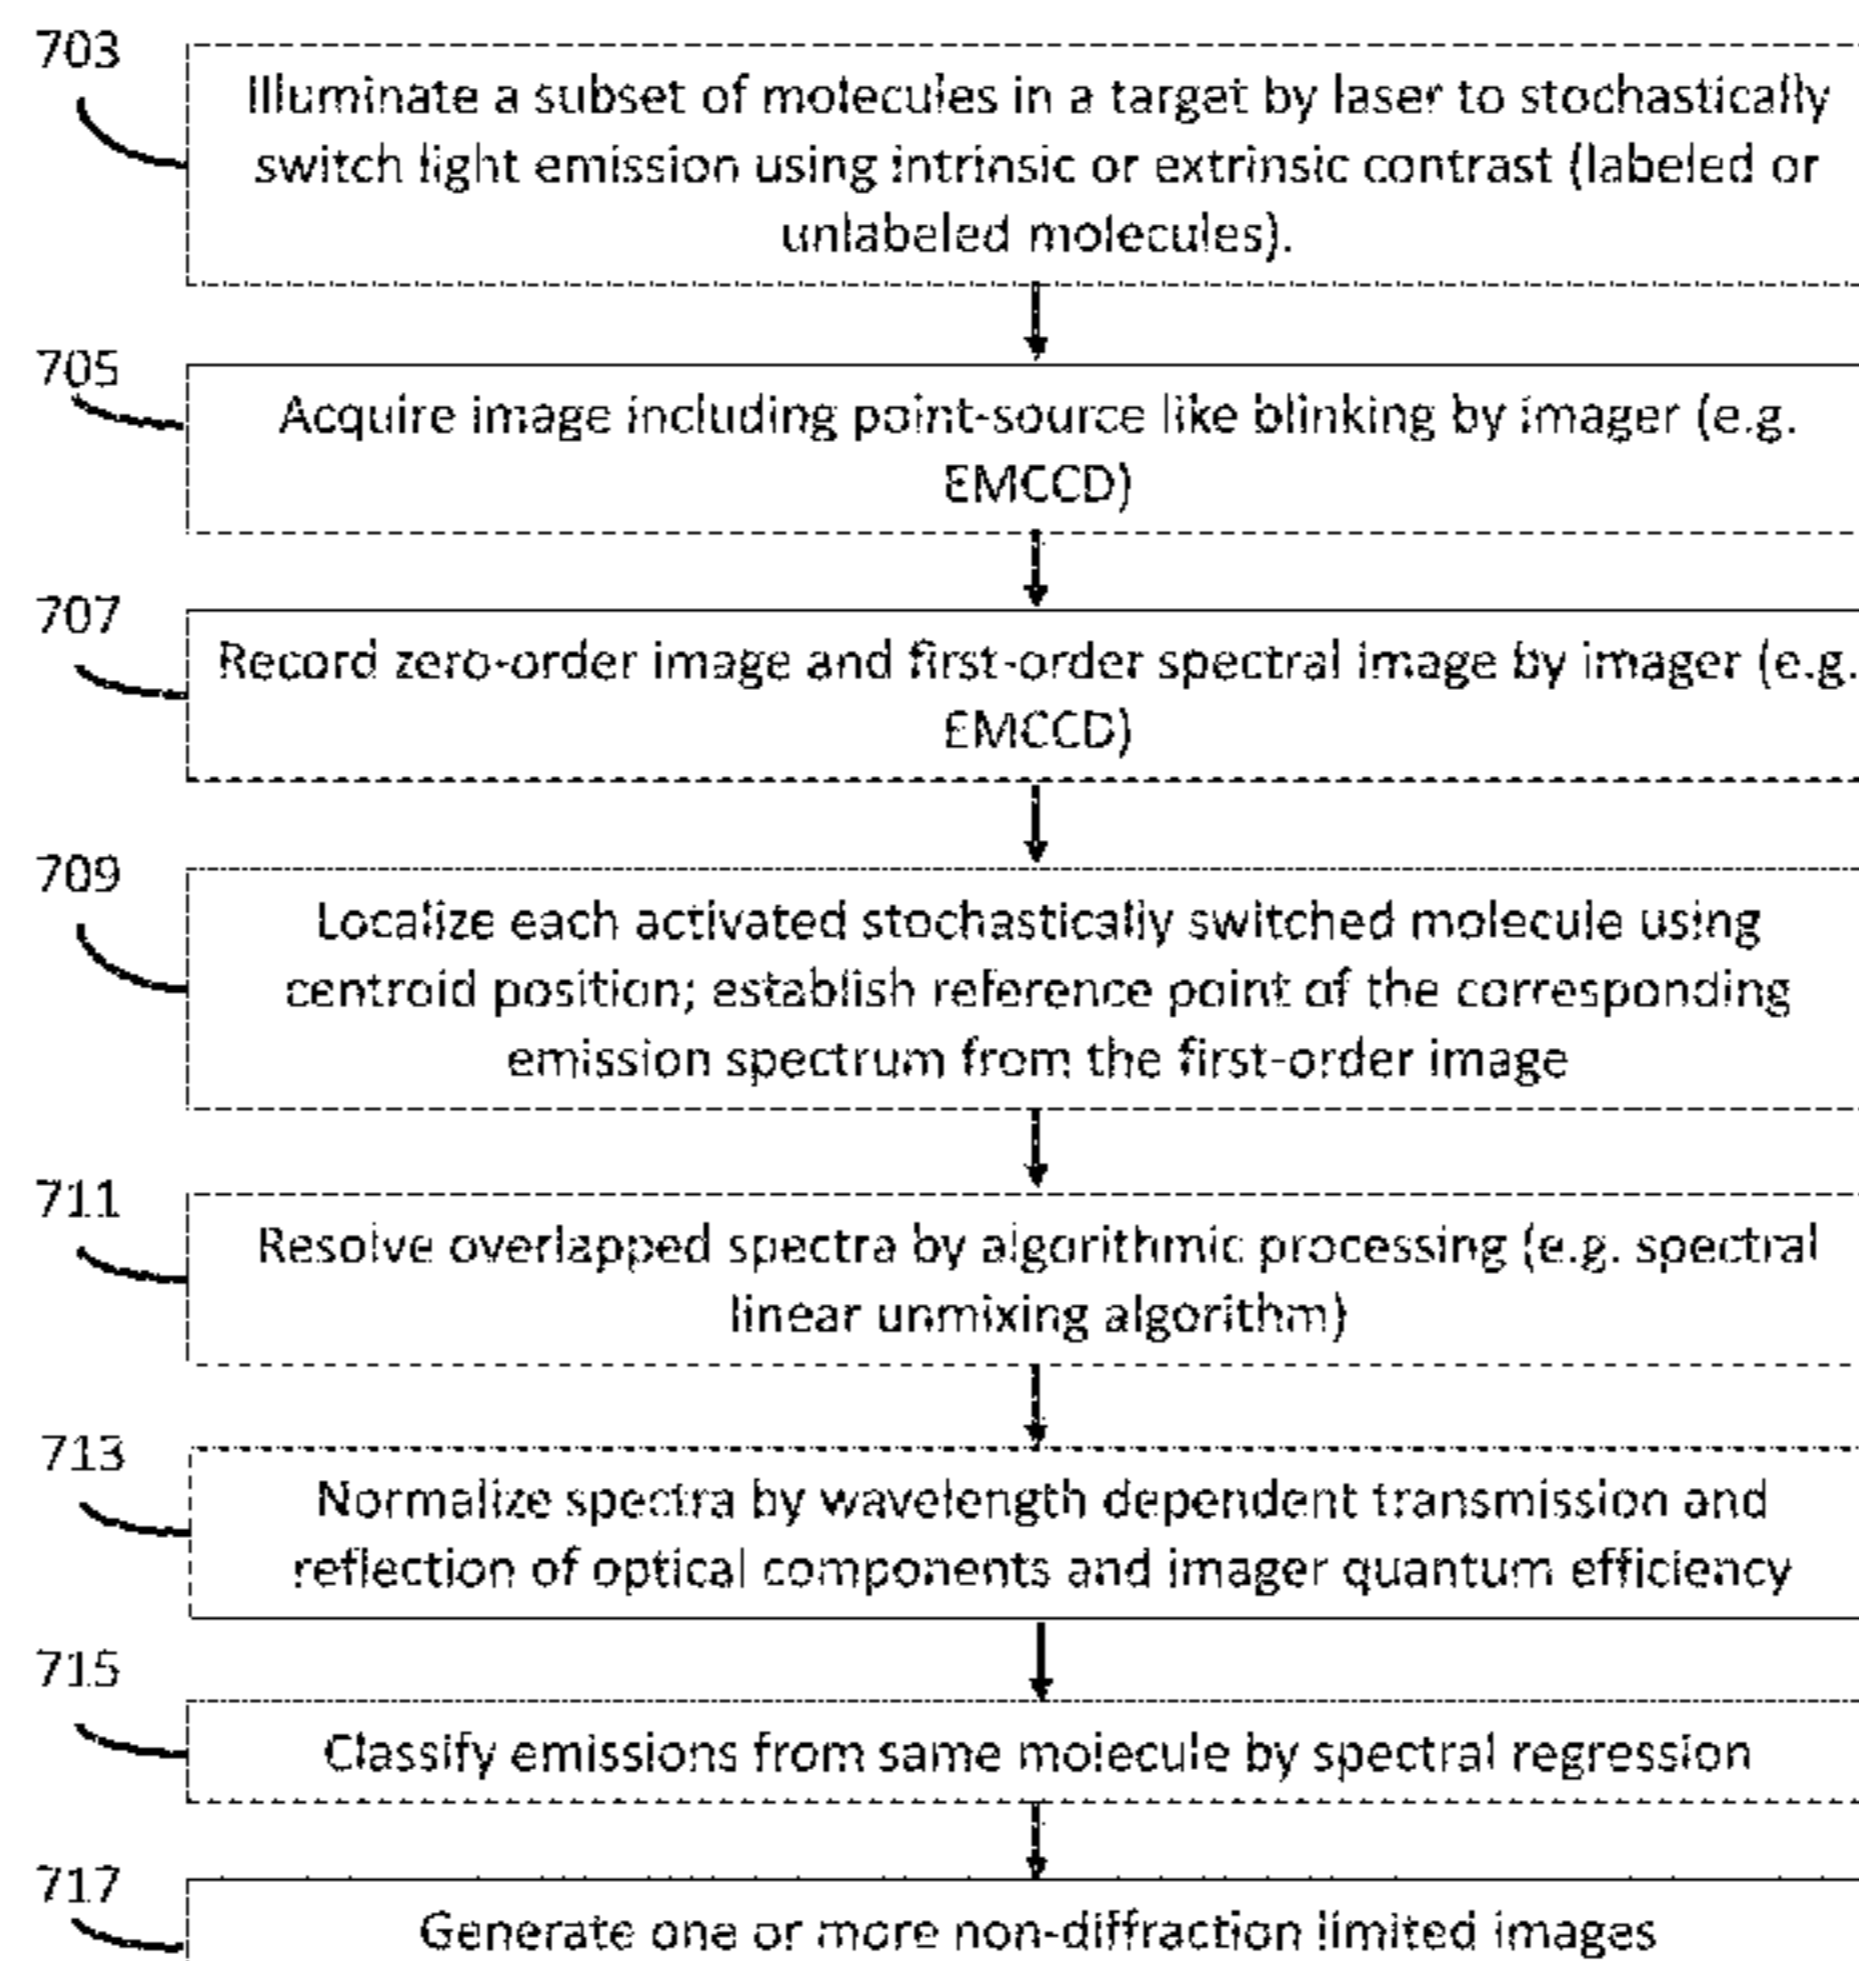 703
Illuminate a subset of molecules in a target by laser to stochastically
switch light emission using intrinsic or extrinsic contrast (labeled or
unlabeled molecules).
705
Acquire image including point-source like blinking by imager (e.g.
EMCCD)
707
Record zero-order image and first-order spectral image by imager (e.g.
EMCCD)
709
Localize each activated stochastically switched molecule using
centroid position; establish reference point of the corresponding
emission spectrum from the first-order image
711
Resolve overlapped spectra by algorithmic processing (e.g. spectral
linear unmixing algorithm)
713
Normalize spectra by wavelength dependent transmission and
reflection of optical components and imager quantum efficiency
715
Classify emissions from same molecule by spectral regression
717
Generate one or more non-diffraction limited images